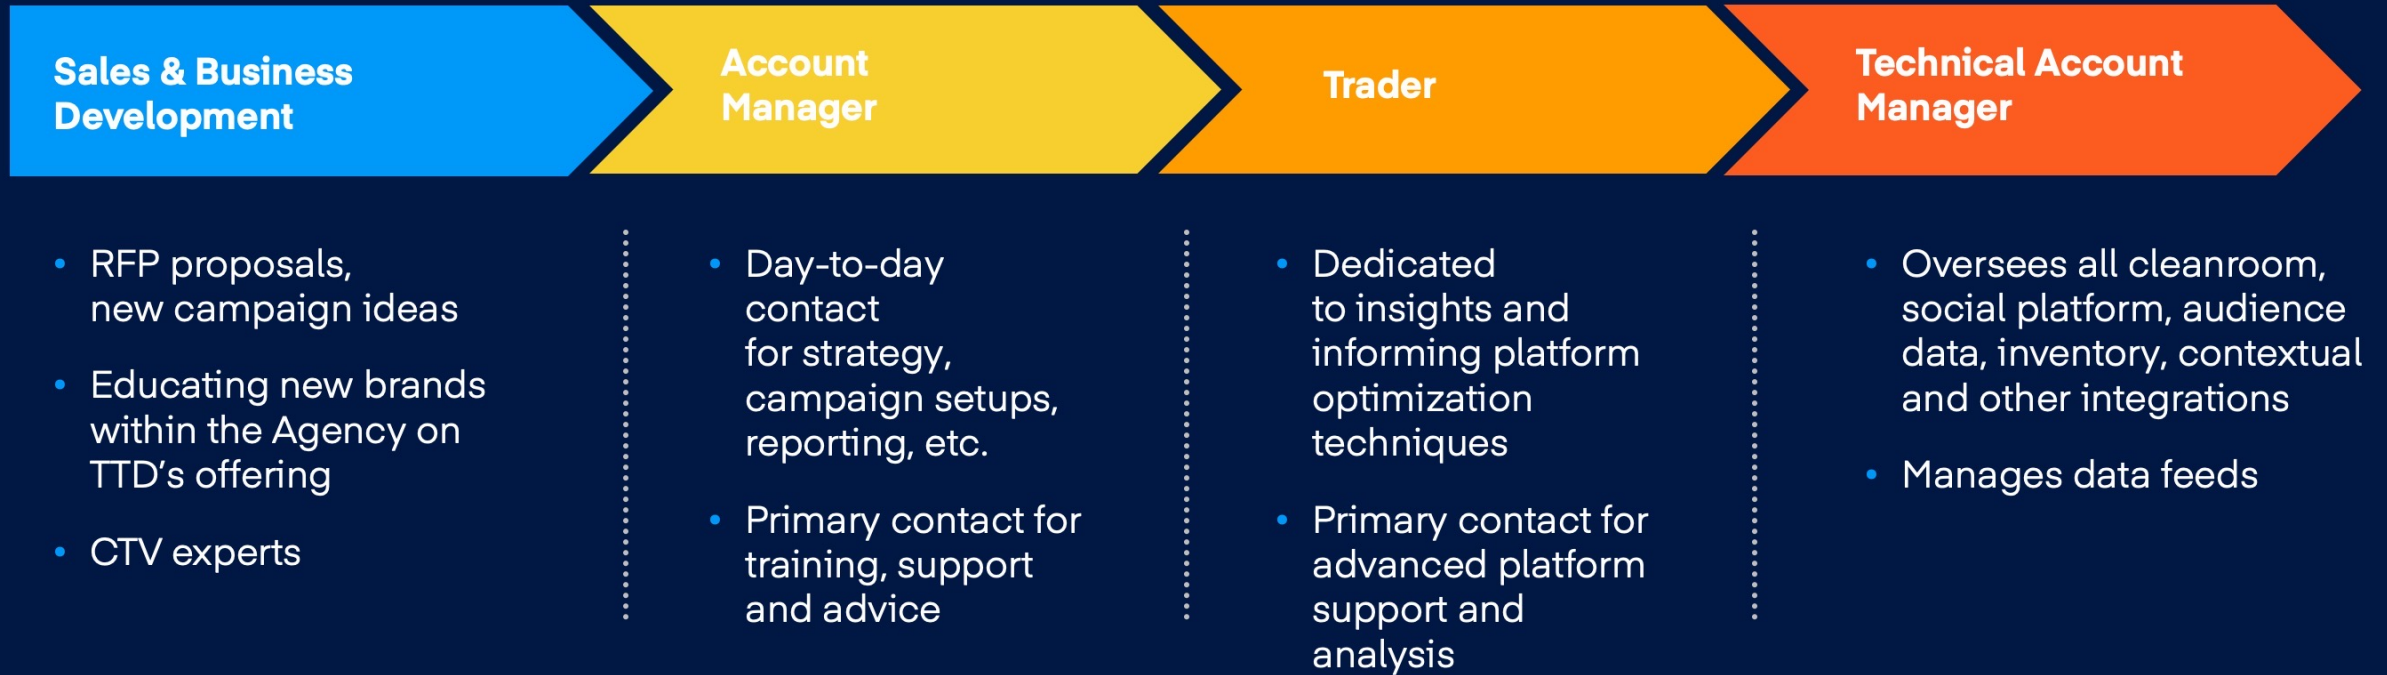 Sales & Business
Development
Account
Manager
Trader
Technical Account
Manager
• RFP proposals,
new campaign ideas
• Educating new brands
within the Agency on
TTD’s offering
• CTV experts
• Day-to-day
contact
for strategy,
campaign setups,
reporting, etc.
• Primary contact for
training, support
and advice
• Dedicated
to insights and
informing platform
optimization
techniques
• Primary contact for
advanced platform
support and
analysis
• Oversees all cleanroom,
social platform, audience
data, inventory, contextual
and other integrations
• Manages data feeds